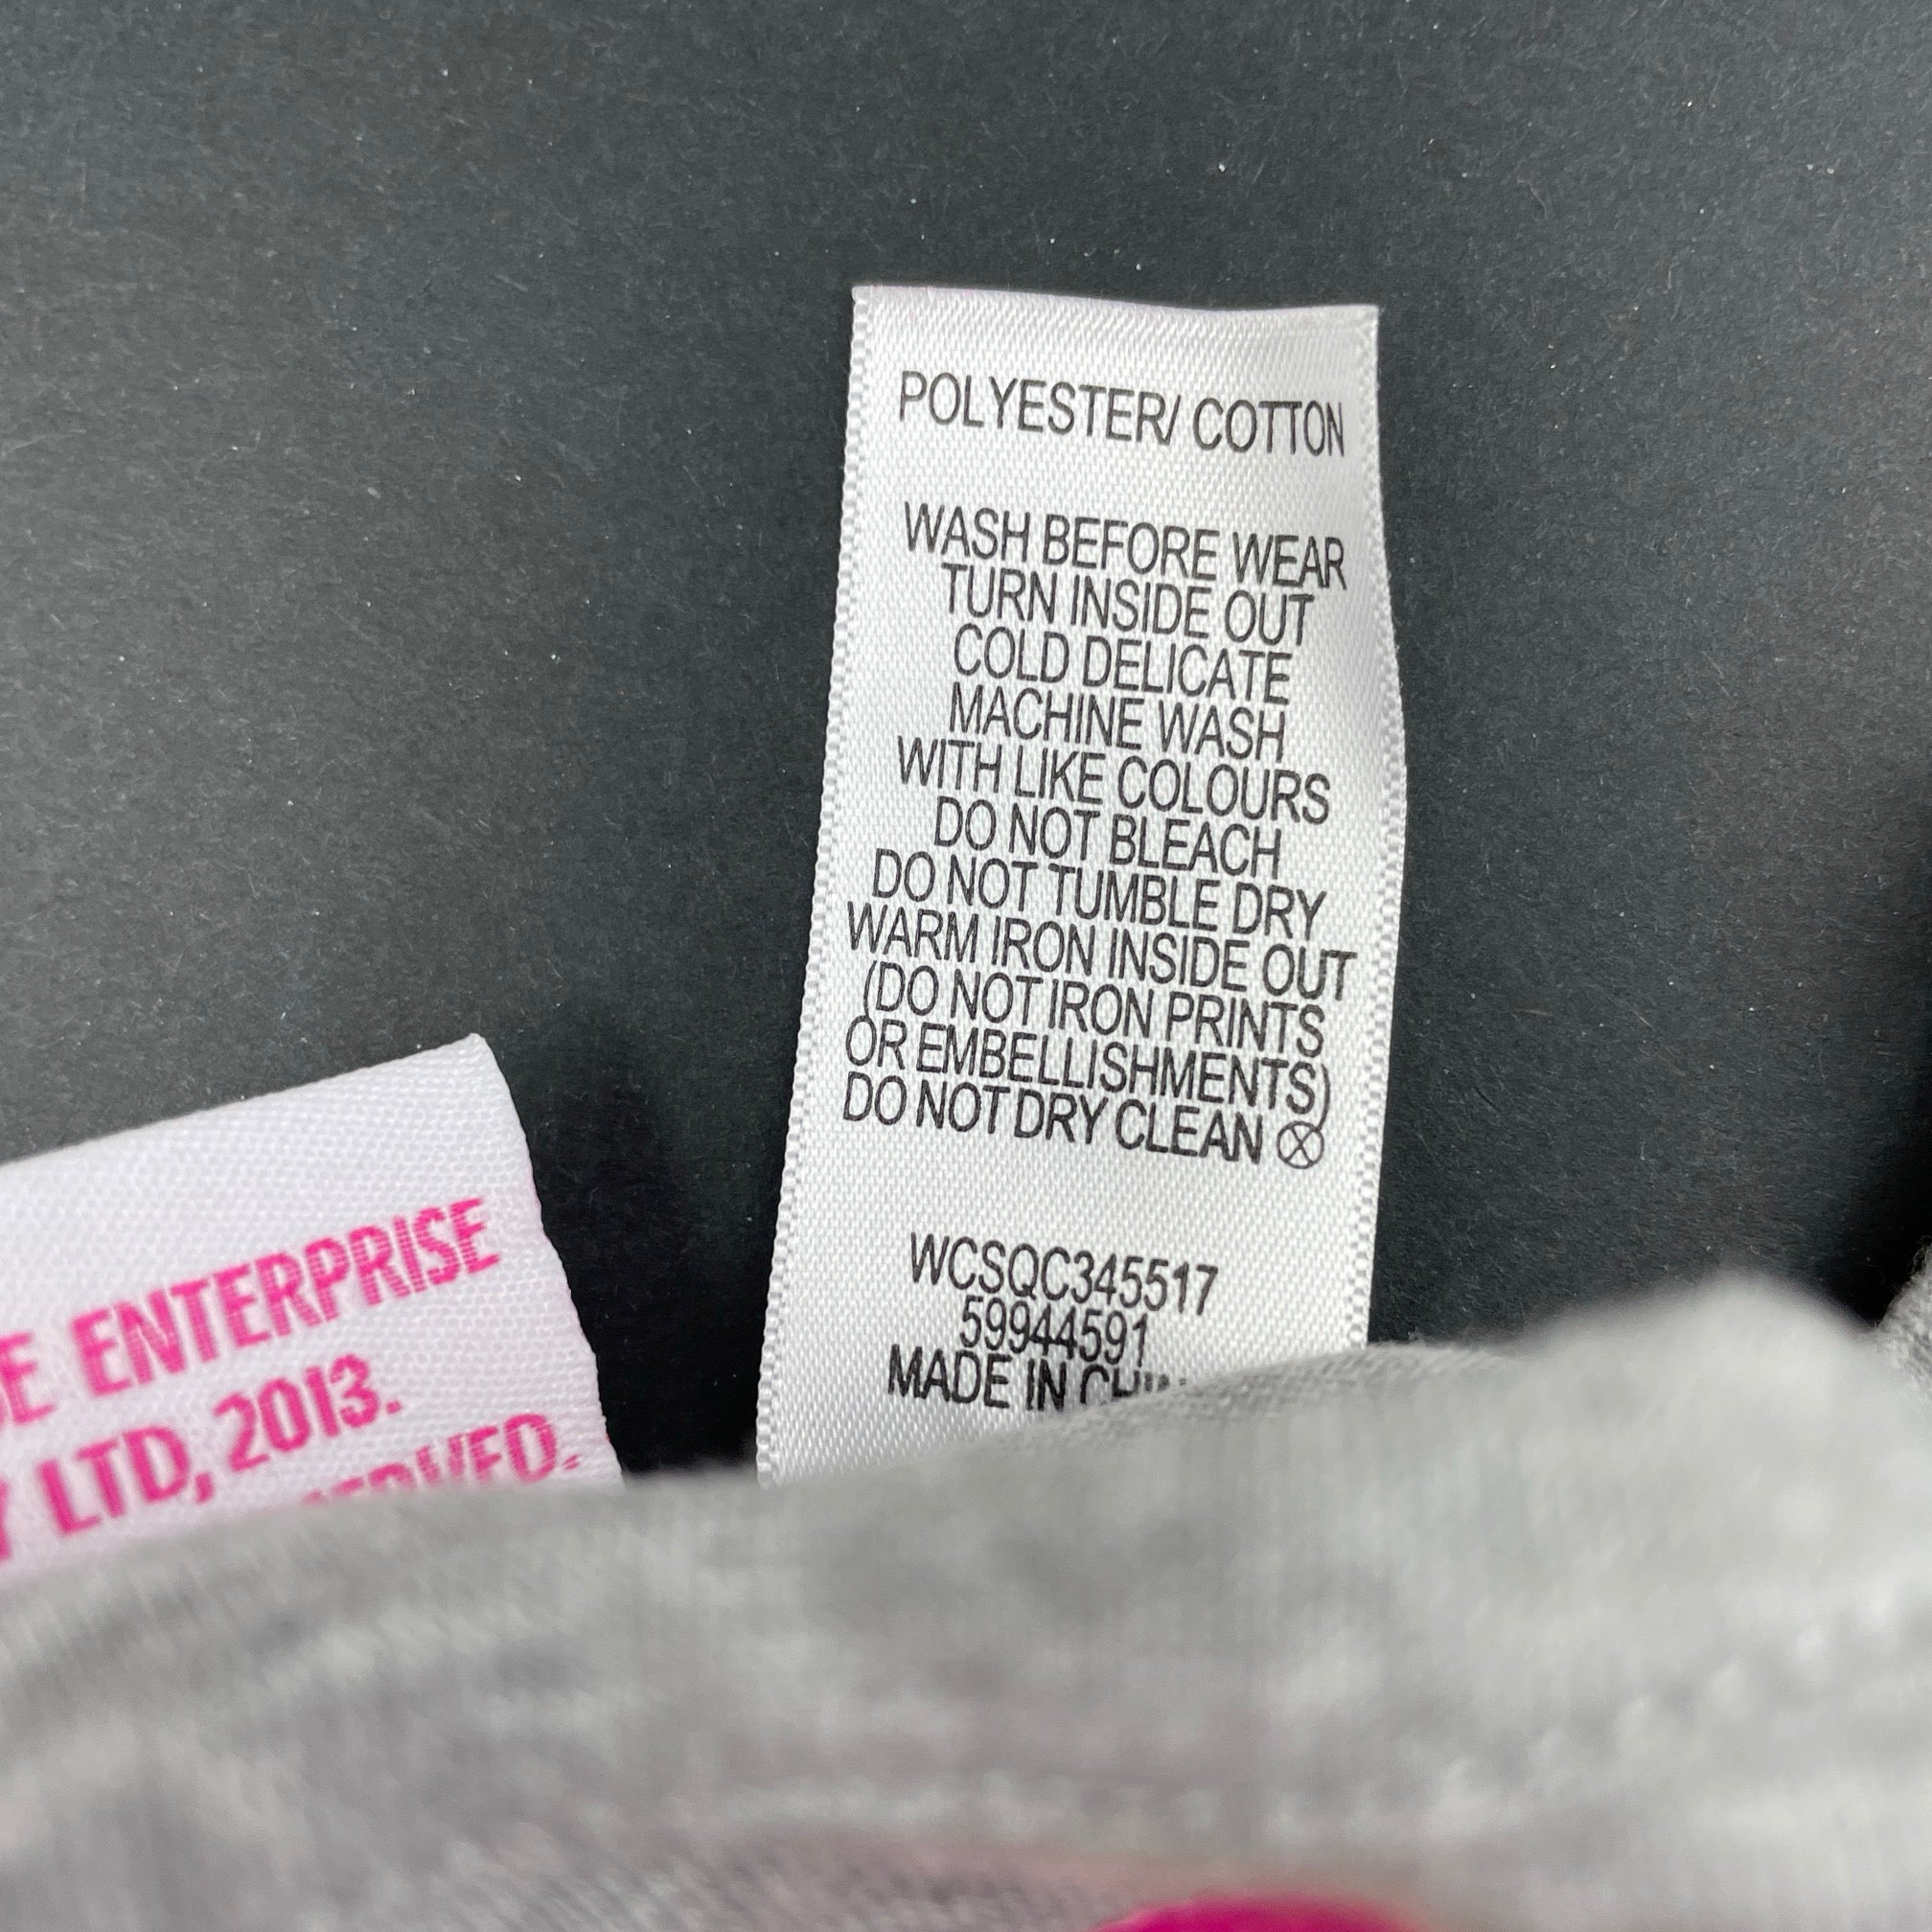 POLYESTER/ COTTON
WASH BEFORE WEAR
TURN INSIDE OUT
COLD DELICATE
MACHINE WASH
WITH LIKE COLOURS
DO NOT BLEACH
DO NOT TUMBLE DRY
WARM IRON INSIDE OUT
(DO NOT IRON PRINTS
OR EMBELLISHMENTS)
DO NOT DRY CLEAN
WCSQC345517
59944591
MADE IN
ENTERPRISE
LTD, 2013.